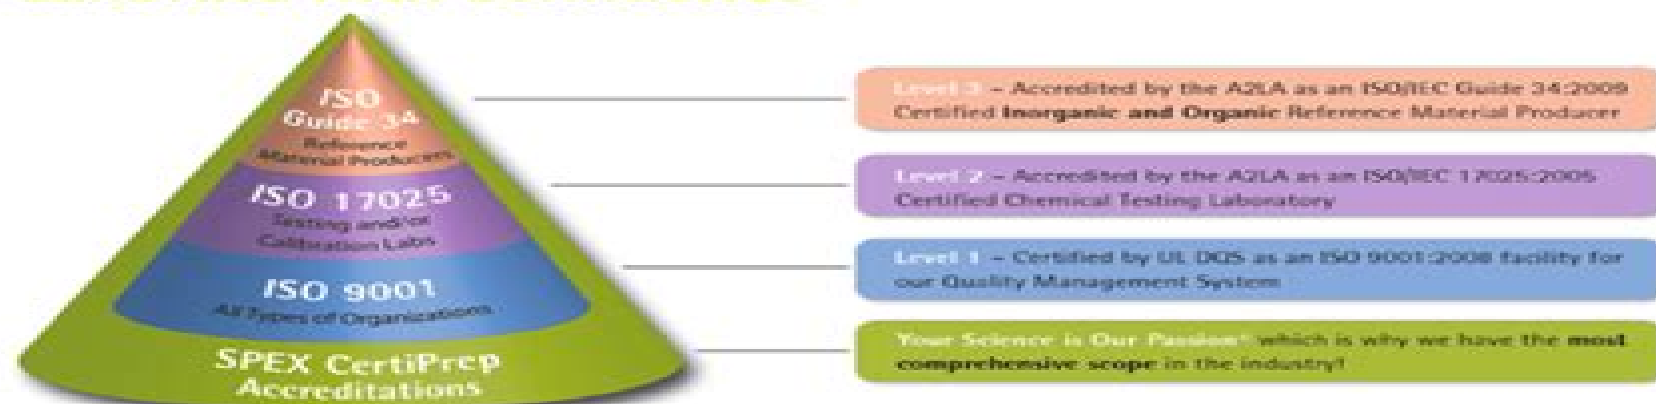 ISO
Guide 34
Reference
Material Producers
ISO 17025
Testing and/or
Calibration Labs
ISO 9001
All Types of Organizations
SPEX CertiPrep
Accreditations
Level 3 – Accredited by the A2LA as an ISO/IEC Guide 34:2009
Certified Inorganic and Organic Reference Material Producer
Level 2 – Accredited by the A2LA as an ISO/IEC 17025:2005
Certified Chemical Testing Laboratory
Level 1 – Certified by UL DQS as an ISO 9001:2008 facility for
our Quality Management System
Your Science is Our Passion® which is why we have the most
comprehensive scope in the industry!